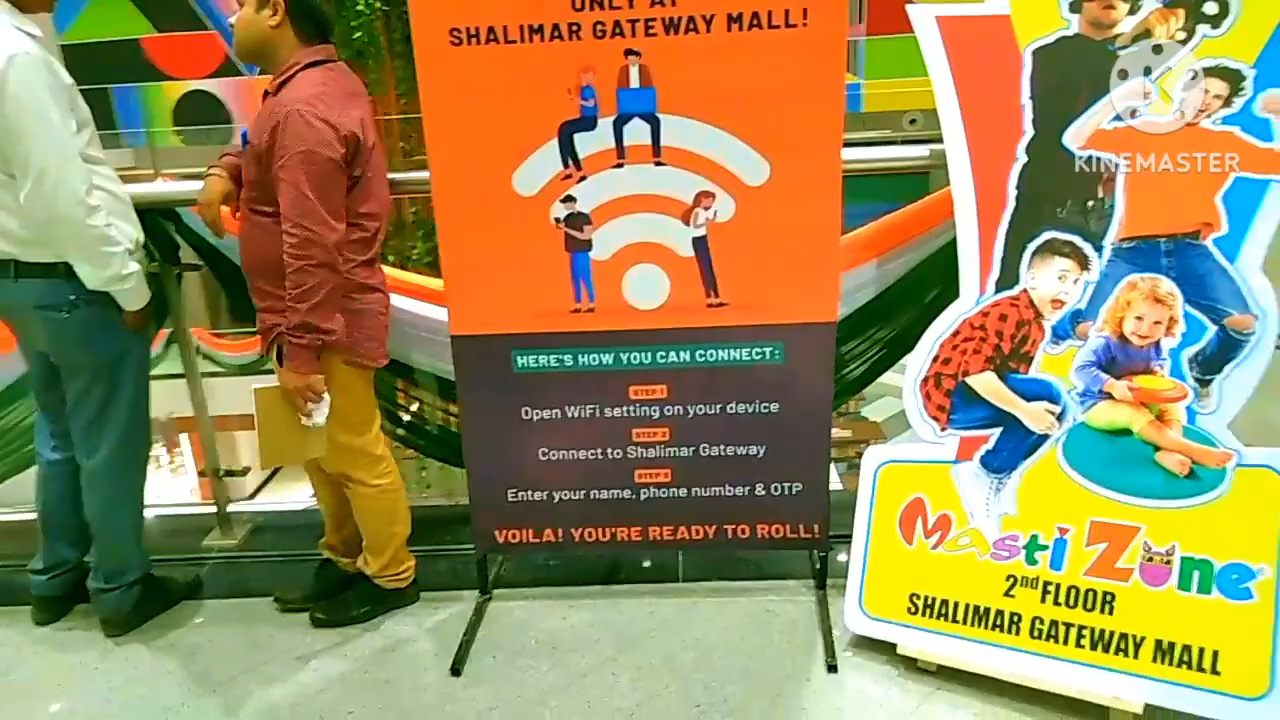 ONLY AT
SHALIMAR GATEWAY MALL!
HERE'S HOW YOU CAN CONNECT:
STEP 1
Open WiFi setting on your device
STEP 2
Connect to Shalimar Gateway
STEP 3
Enter your name, phone number & OTP
VOILA! YOU'RE READY TO ROLL!
KINEMASTER
Masti Zone
2nd FLOOR
SHALIMAR GATEWAY MALL